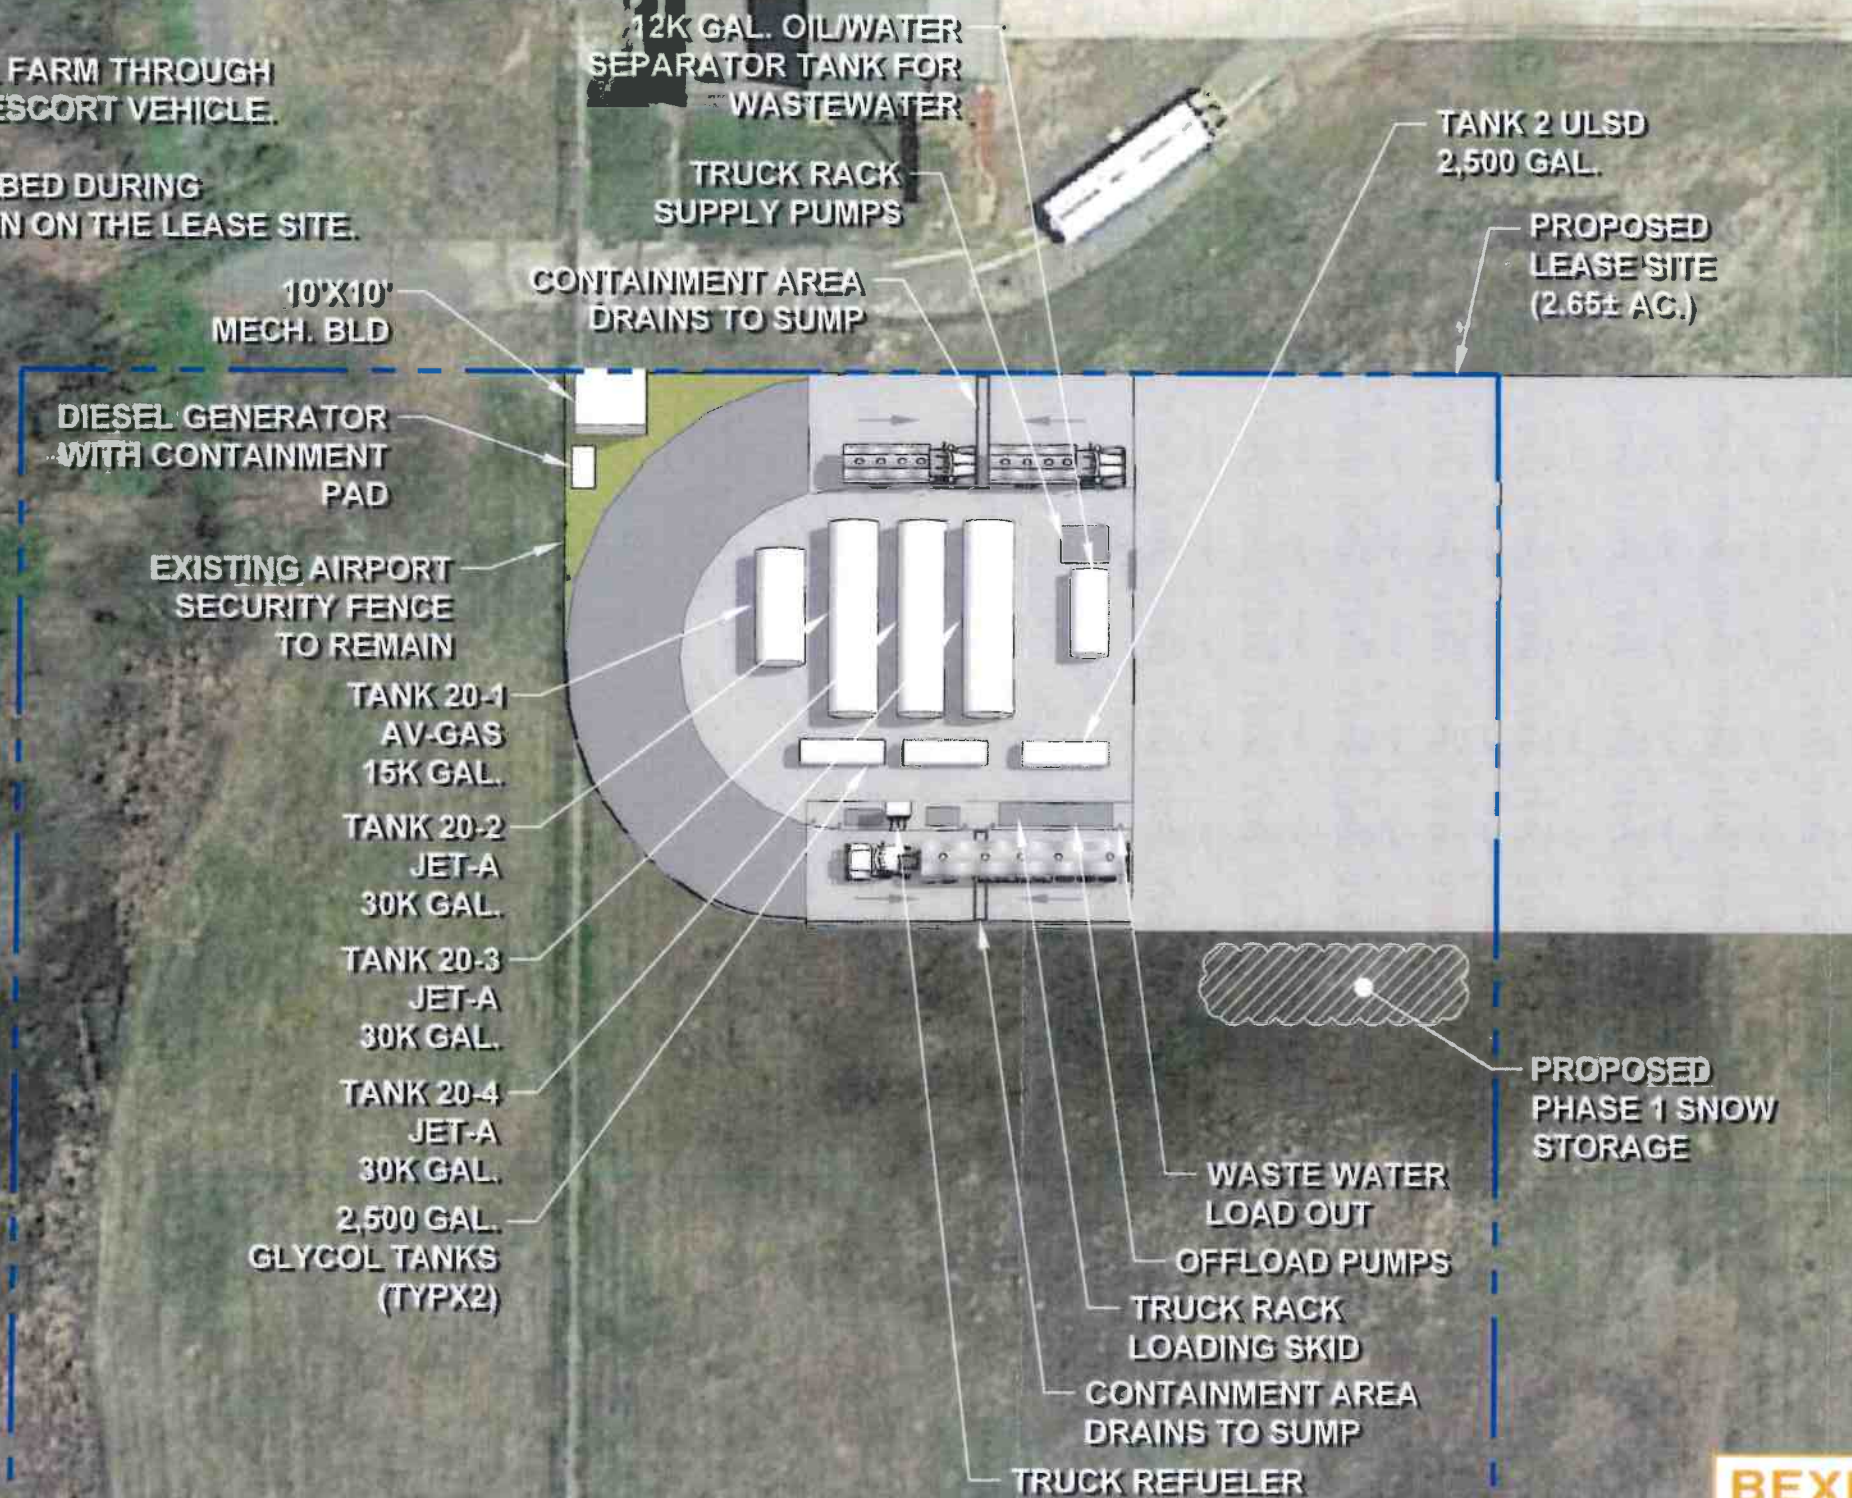 FARM THROUGH
ESCORT VEHICLE.
BED DURING
N ON THE LEASE SITE.
12K GAL. OIL/WATER
SEPARATOR TANK FOR
WASTEWATER
TRUCK RACK
SUPPLY PUMPS
CONTAINMENT AREA
DRAINS TO SUMP
TANK 2 ULSD
2,500 GAL.
PROPOSED
LEASE SITE
(2.65± AC.)
10'X10'
MECH. BLD
DIESEL GENERATOR
WITH CONTAINMENT
PAD
EXISTING AIRPORT
SECURITY FENCE
TO REMAIN
TANK 20-1
AV-GAS
15K GAL.
TANK 20-2
JET-A
30K GAL.
TANK 20-3
JET-A
30K GAL.
TANK 20-4
JET-A
30K GAL.
2,500 GAL.
GLYCOL TANKS
(TYPX2)
PROPOSED
PHASE 1 SNOW
STORAGE
WASTE WATER
LOAD OUT
OFFLOAD PUMPS
TRUCK RACK
LOADING SKID
CONTAINMENT AREA
DRAINS TO SUMP
TRUCK REFUELER